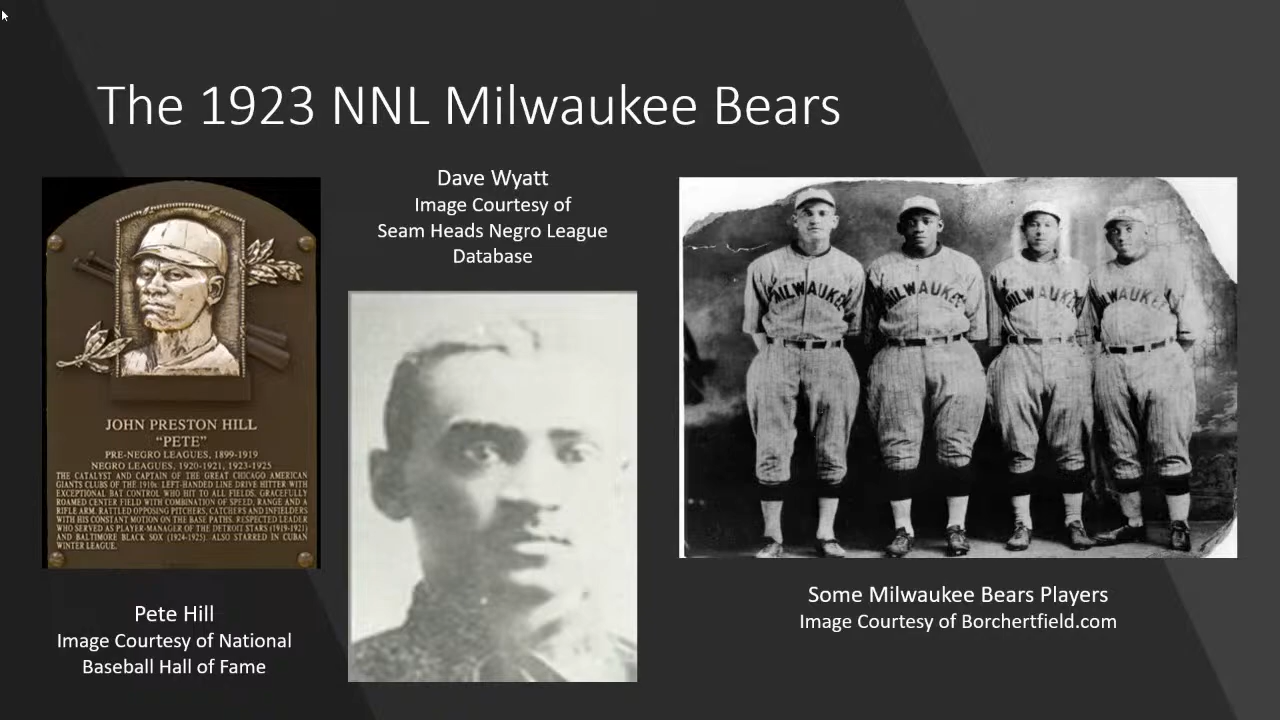 The 1923 NNL Milwaukee Bears
JOHN PRESTON HILL
"PETE"
PRE-NEGRO LEAGUES, 1899-1919
NEGRO LEAGUES, 1920-1921, 1923-1925
THE CATALYST AND CAPTAIN OF THE GREAT CHICAGO AMERICAN
GIANTS CLUBS OF THE 1910s. LEFT-HANDED LINE DRIVE HITTER WITH
EXCEPTIONAL BAT CONTROL WHO HIT TO ALL FIELDS. GRACEFULLY
ROAMED CENTER FIELD WITH COMBINATION OF SPEED, RANGE AND A
RIFLE ARM. RATTLED OPPOSING PITCHERS, CATCHERS AND INFIELDERS
WITH HIS CONSTANT MOTION ON THE BASE PATHS. RESPECTED LEADER
WHO SERVED AS PLAYER-MANAGER OF THE DETROIT STARS (1919-1921)
AND BALTIMORE BLACK SOX (1924-1925). ALSO STARRED IN CUBAN
WINTER LEAGUE.
Pete Hill
Image Courtesy of National
Baseball Hall of Fame
Dave Wyatt
Image Courtesy of
Seam Heads Negro League
Database
MILWAUKEE
MILWAUKE
MILWAUKEE
MILWAUKEE
Some Milwaukee Bears Players
Image Courtesy of Borchertfield.com